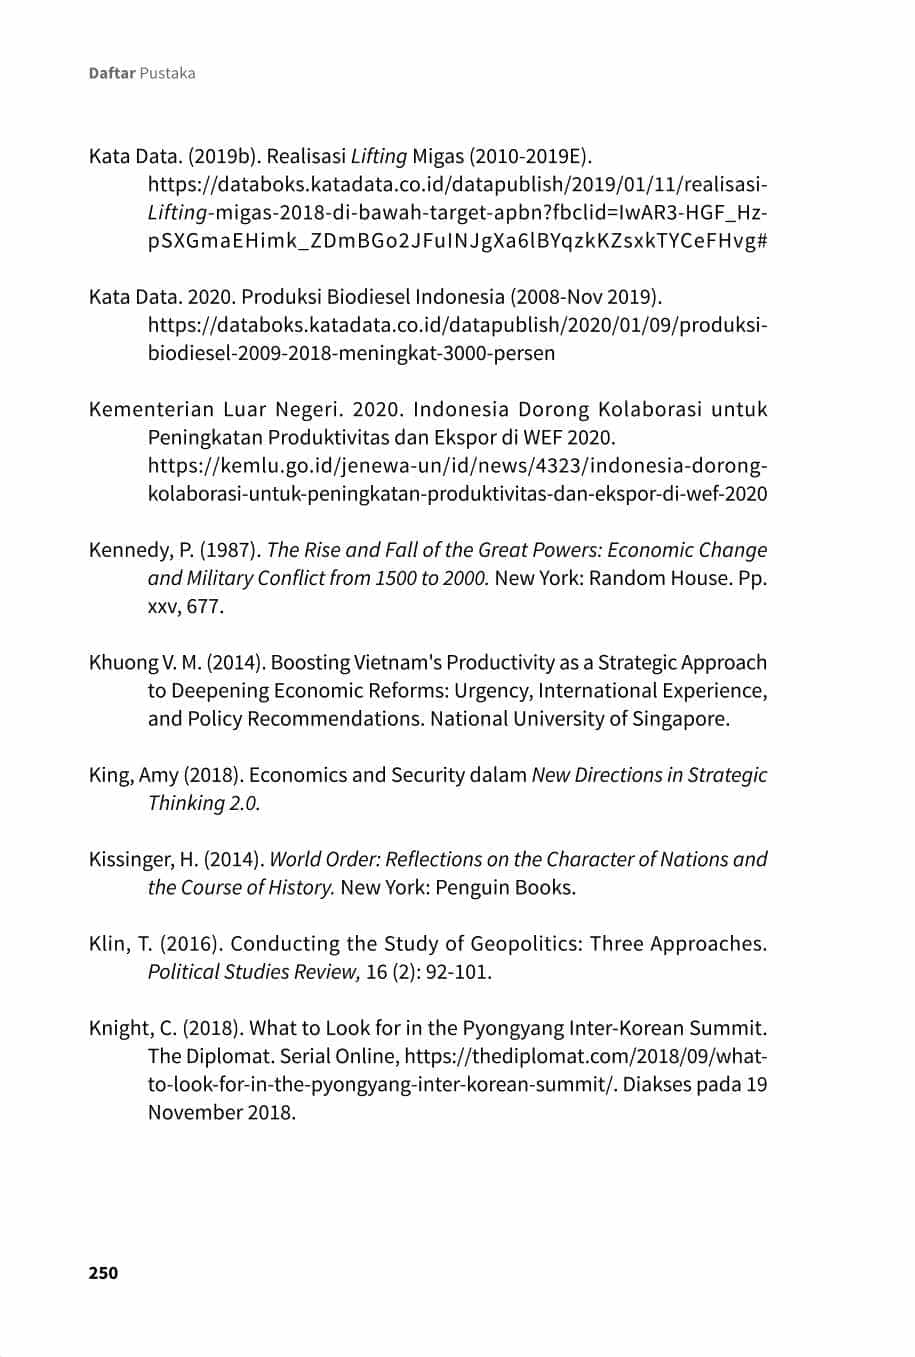 Daftar Pustaka
Kata Data. (2019b). Realisasi Lifting Migas (2010-2019E).
https://databoks.katadata.co.id/datapublish/2019/01/11/realisasi-
Lifting-migas-2018-di-bawah-target-apbn?fbclid=IwAR3-HGF_Hz-
pSXGmaEHimk_ZDmBGo2JFuINJgXa6lBYqzkKZsxkTYCeFHvg#
Kata Data. 2020. Produksi Biodiesel Indonesia (2008-Nov 2019).
https://databoks.katadata.co.id/datapublish/2020/01/09/produksi-
biodiesel-2009-2018-meningkat-3000-persen
Kementerian Luar Negeri. 2020. Indonesia Dorong Kolaborasi untuk
Peningkatan Produktivitas dan Ekspor di WEF 2020.
https://kemlu.go.id/jenewa-un/id/news/4323/indonesia-dorong-
kolaborasi-untuk-peningkatan-produktivitas-dan-ekspor-di-wef-2020
Kennedy, P. (1987). The Rise and Fall of the Great Powers: Economic Change
and Military Conflict from 1500 to 2000. New York: Random House. Pp.
xxv, 677.
Khuong V. M. (2014). Boosting Vietnam's Productivity as a Strategic Approach
to Deepening Economic Reforms: Urgency, International Experience,
and Policy Recommendations. National University of Singapore.
King, Amy (2018). Economics and Security dalam New Directions in Strategic
Thinking 2.0.
Kissinger, H. (2014). World Order: Reflections on the Character of Nations and
the Course of History. New York: Penguin Books.
Klin, T. (2016). Conducting the Study of Geopolitics: Three Approaches.
Political Studies Review, 16 (2): 92-101.
Knight, C. (2018). What to Look for in the Pyongyang Inter-Korean Summit.
The Diplomat. Serial Online, https://thediplomat.com/2018/09/what-
to-look-for-in-the-pyongyang-inter-korean-summit/. Diakses pada 19
November 2018.
250